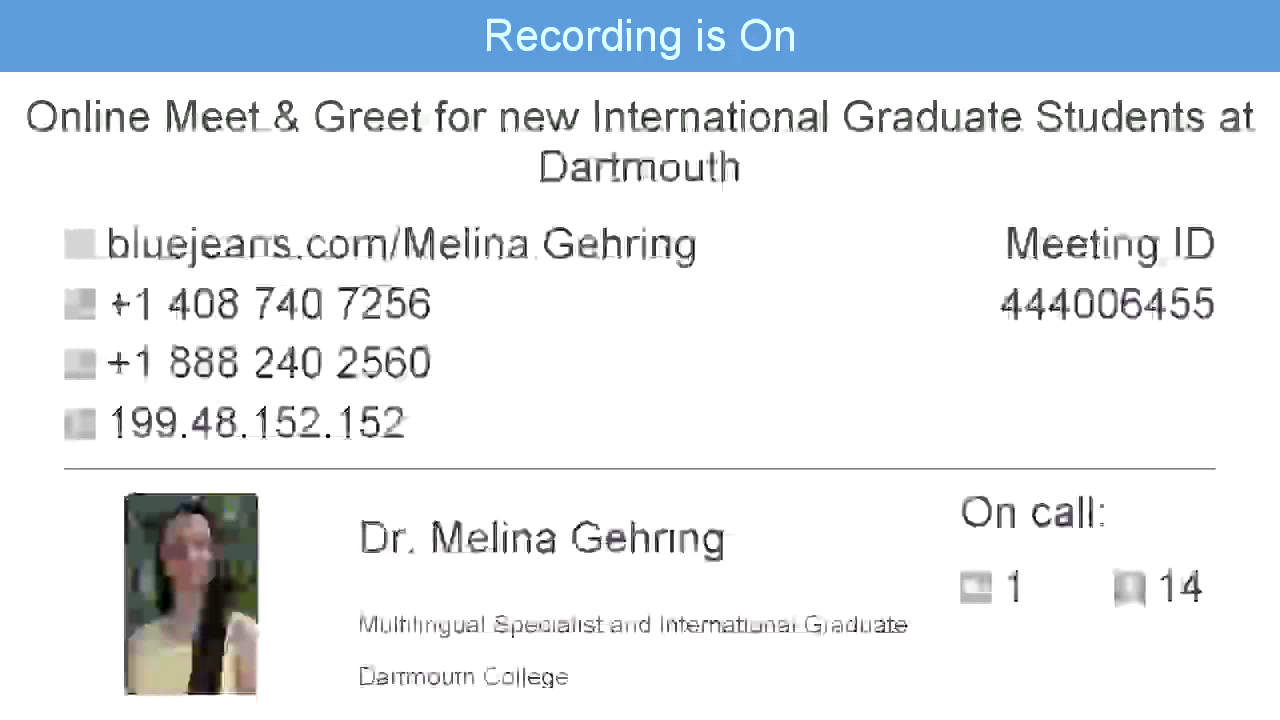 Recording is On
Online Meet & Greet for new International Graduate Students at
Dartmouth
bluejeans.com/Melina Gehring
Meeting ID
+1 408 740 7256
444006455
+1 888 240 2560
199.48.152.152
On call:
Dr. Melina Gehring
1
14
Multilingual Specialist and International Graduate
Dartmouth College